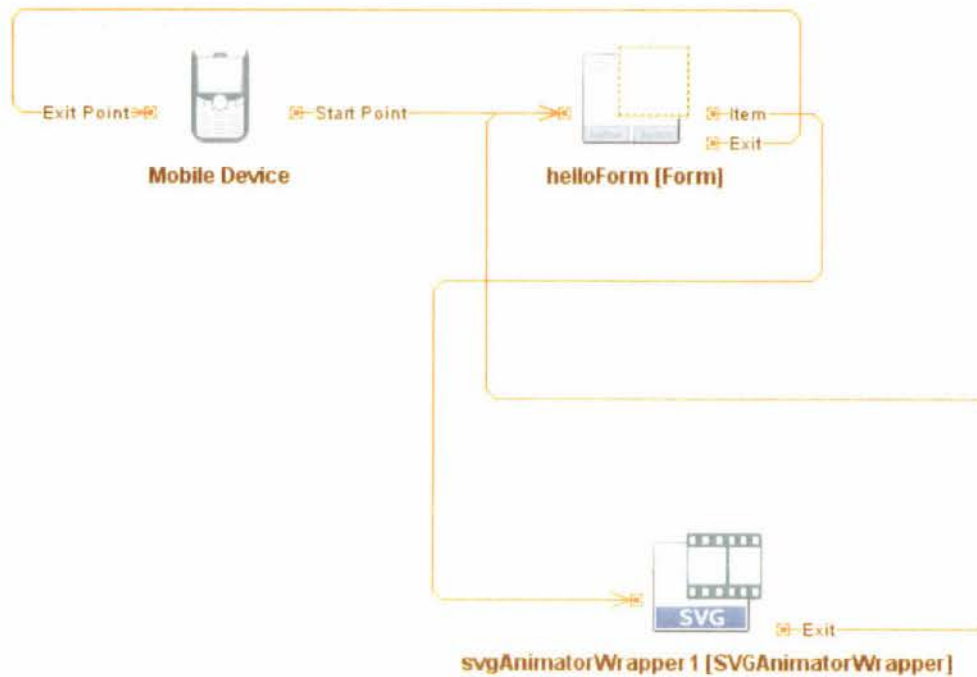 Exit Point
Start Point
Item
Exit
Mobile Device
helloForm [Form]
SVG
Exit
svgAnimatorWrapper1 [SVGAnimatorWrapper]